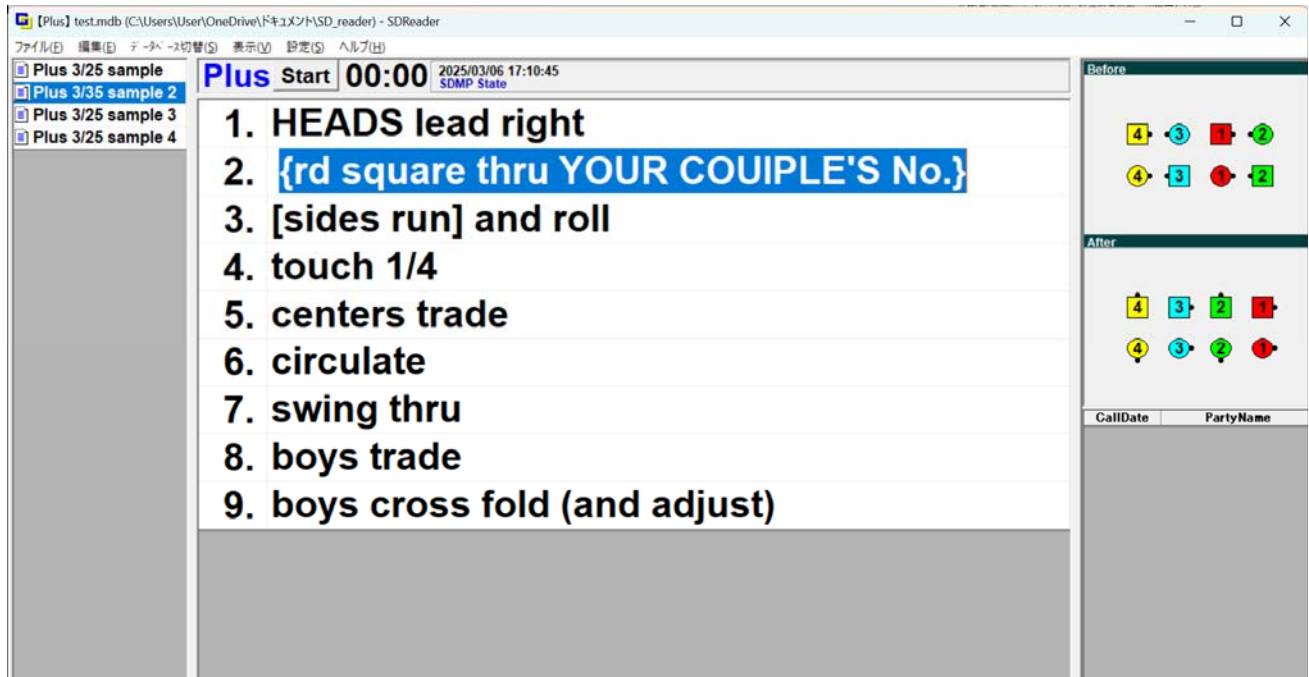 【Plus】 test.mdb (C:\Users\User\OneDrive\ドキュメント\SD_reader) - SDReader
ファイル(F) 編集(E) データベース切替(S) 表示(V) 設定(S) ヘルプ(H)
Plus 3/25 sample
Plus 3/35 sample 2
Plus 3/25 sample 3
Plus 3/25 sample 4
Plus Start 00:00 2025/03/06 17:10:45
SDMP State
1. HEADS lead right
2. {rd square thru YOUR COUIPLE'S No.}
3. [sides run] and roll
4. touch 1/4
5. centers trade
6. circulate
7. swing thru
8. boys trade
9. boys cross fold (and adjust)
Before
4 3 1 2
4 3 1 2
After
4 3 2 1
4 3 2 1
CallDate PartyName